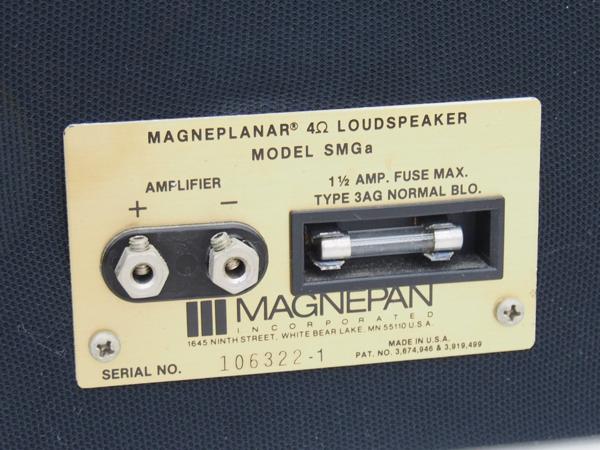 MAGNEPLANAR® 4Ω LOUDSPEAKER
MODEL SMGa
AMPLIFIER
+ −
1½ AMP. FUSE MAX.
TYPE 3AG NORMAL BLO.
MAGNEPAN
INCORPORATED
1645 NINTH STREET, WHITE BEAR LAKE, MN 55110 U.S.A.
SERIAL NO. 106322-1
MADE IN U.S.A.
PAT. NO. 3,674,946 & 3,919,499